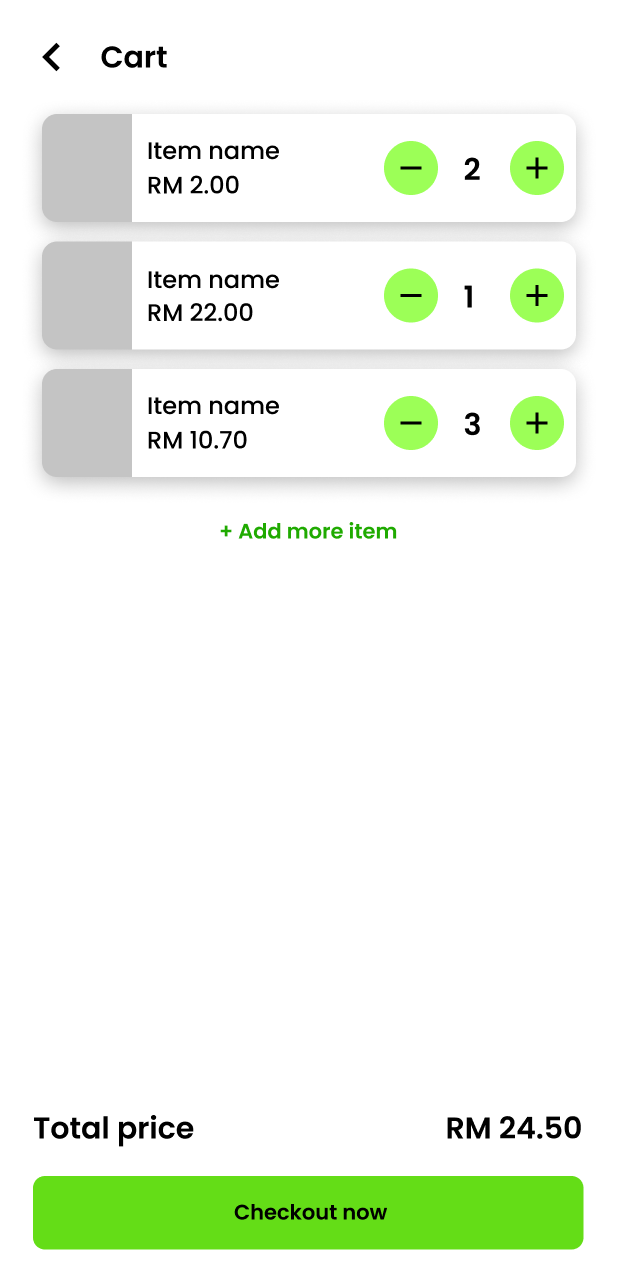 Cart
Item name
RM 2.00
2
Item name
RM 22.00
1
Item name
RM 10.70
3
+ Add more item
Total price RM 24.50
Checkout now